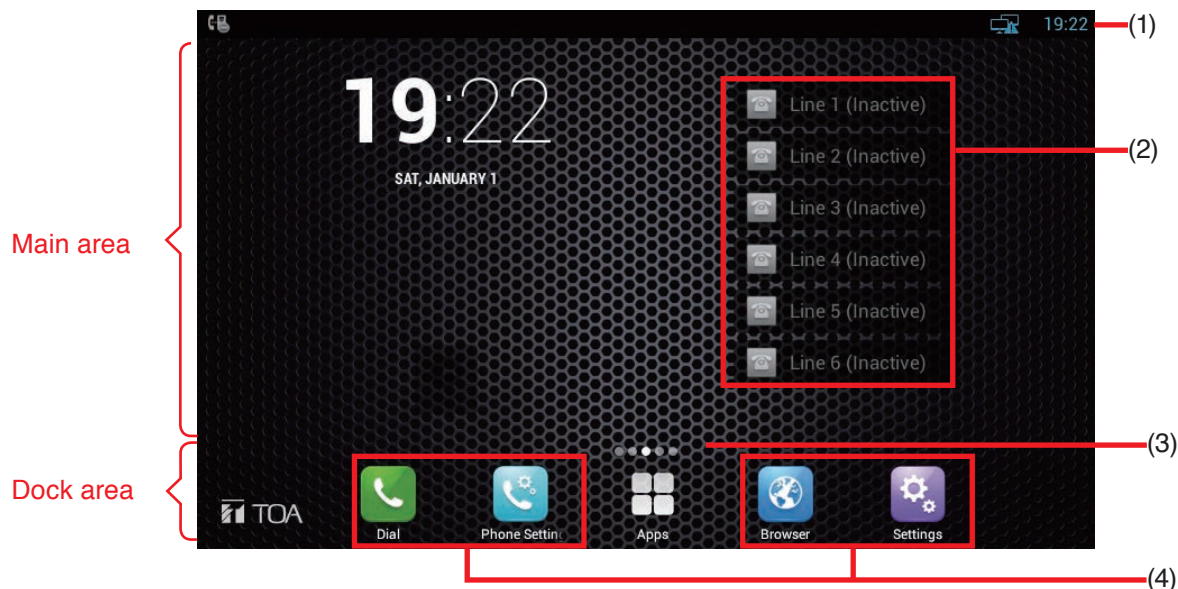 19:22
(1)
19:22
SAT, JANUARY 1
Line 1 (Inactive)
Line 2 (Inactive)
(2)
Line 3 (Inactive)
Line 4 (Inactive)
Line 5 (Inactive)
Line 6 (Inactive)
Main area
(3)
Dock area
TOA
Dial
Phone Settin
Apps
Browser
Settings
(4)